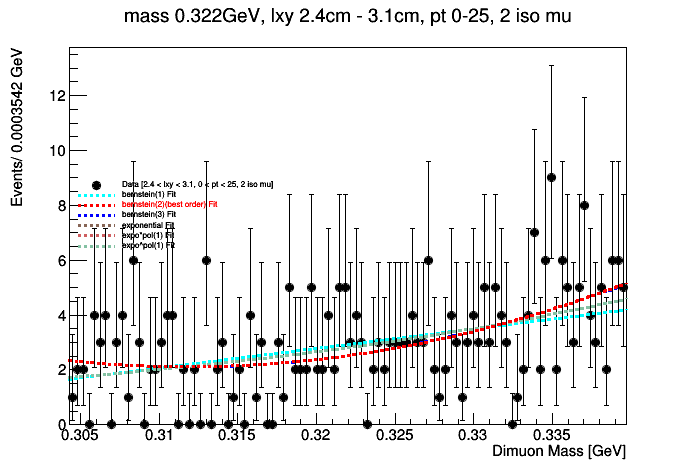 mass 0.322GeV, lxy 2.4cm - 3.1cm, pt 0-25, 2 iso mu
Events/ 0.0003542 GeV
12
10
8
6
4
2
0
Data [2.4 < lxy < 3.1, 0 < pt < 25, 2 iso mu]
bernstein(1) Fit
bernstein(2)(best order) Fit
bernstein(3) Fit
exponential Fit
expo*pol(1) Fit
expo^pol(1) Fit
0.305 0.31 0.315 0.32 0.325 0.33 0.335
Dimuon Mass [GeV]